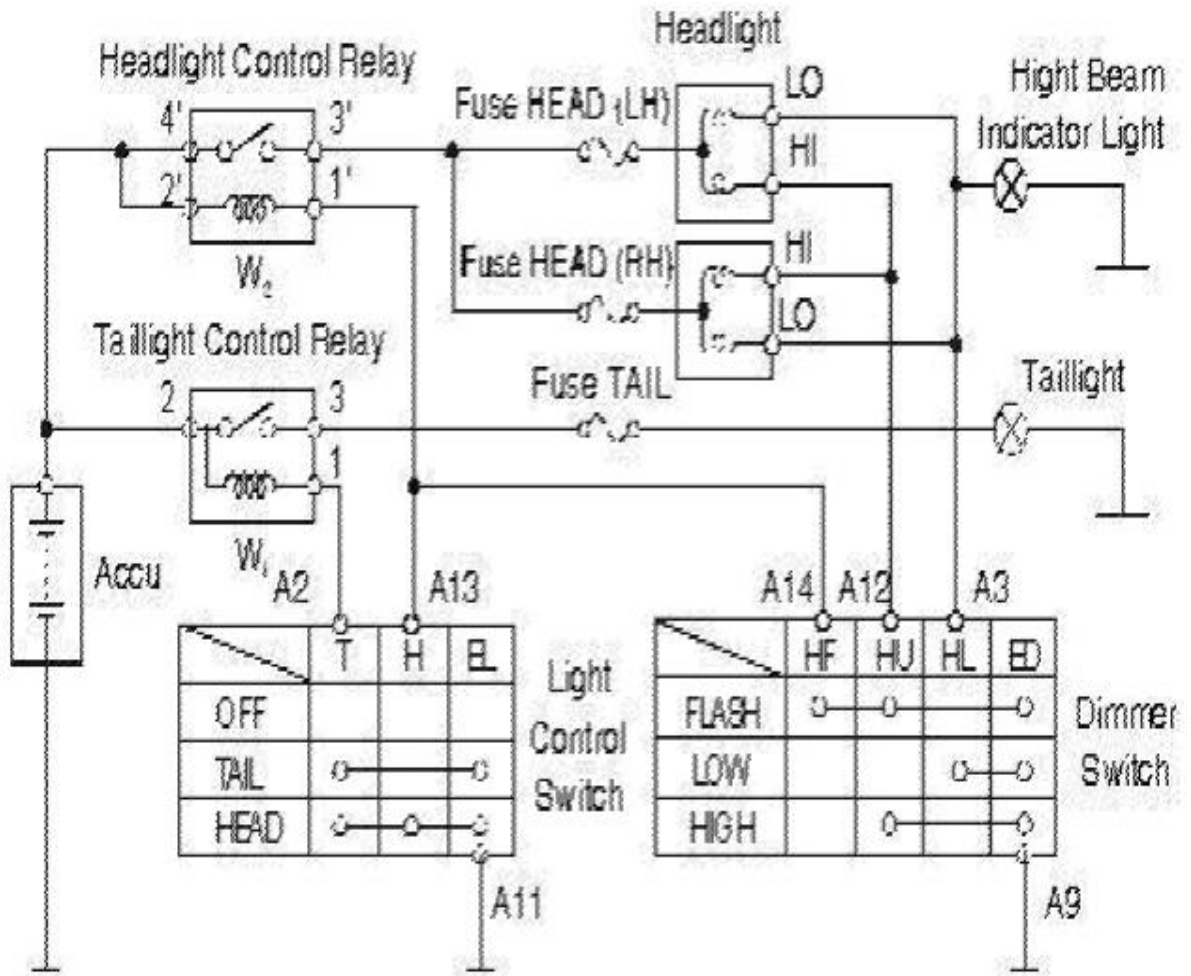 Headlight
Headlight Control Relay
Hight Beam
Indicator Light
Fuse HEAD (LH)
LO
HI
4'
3'
2'
1'
W₂
Fuse HEAD (RH)
HI
LO
Taillight Control Relay
Fuse TAIL
Taillight
2
3
1
W₁
Accu
A2
A13
A14
A12
A3
T H EL
OFF
TAIL
HEAD
Light
Control
Switch
A11
HF HU HL ED
FLASH
LOW
HIGH
Dimmer
Switch
A9